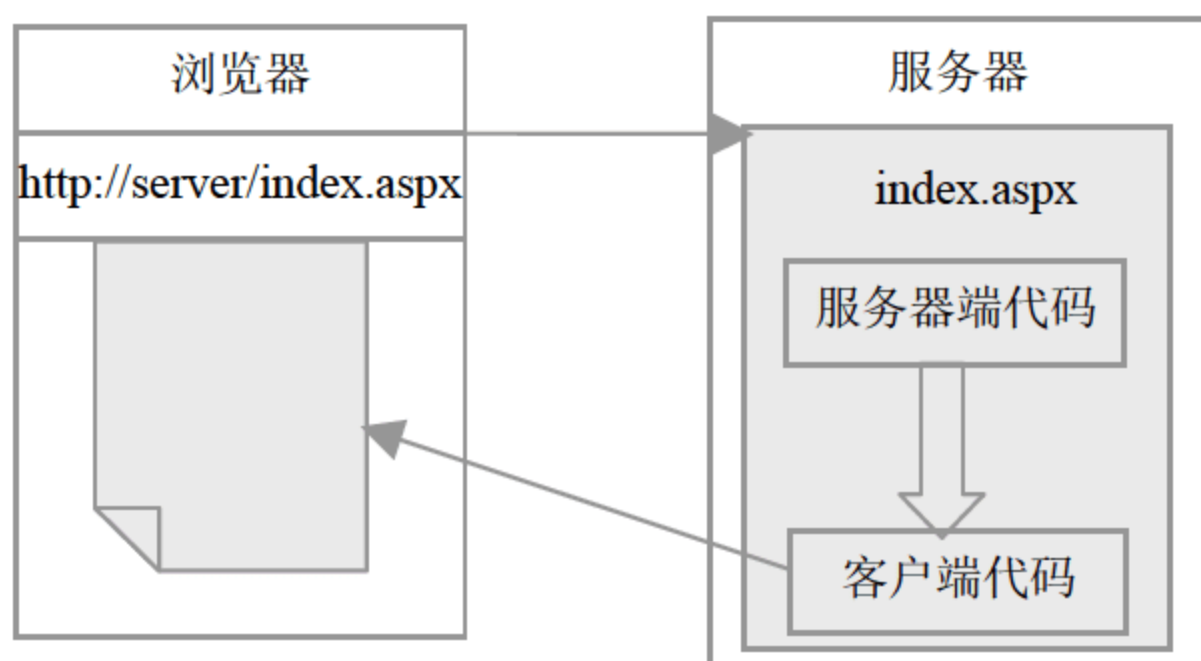 浏览器
http://server/index.aspx
服务器
index.aspx
服务器端代码
客户端代码